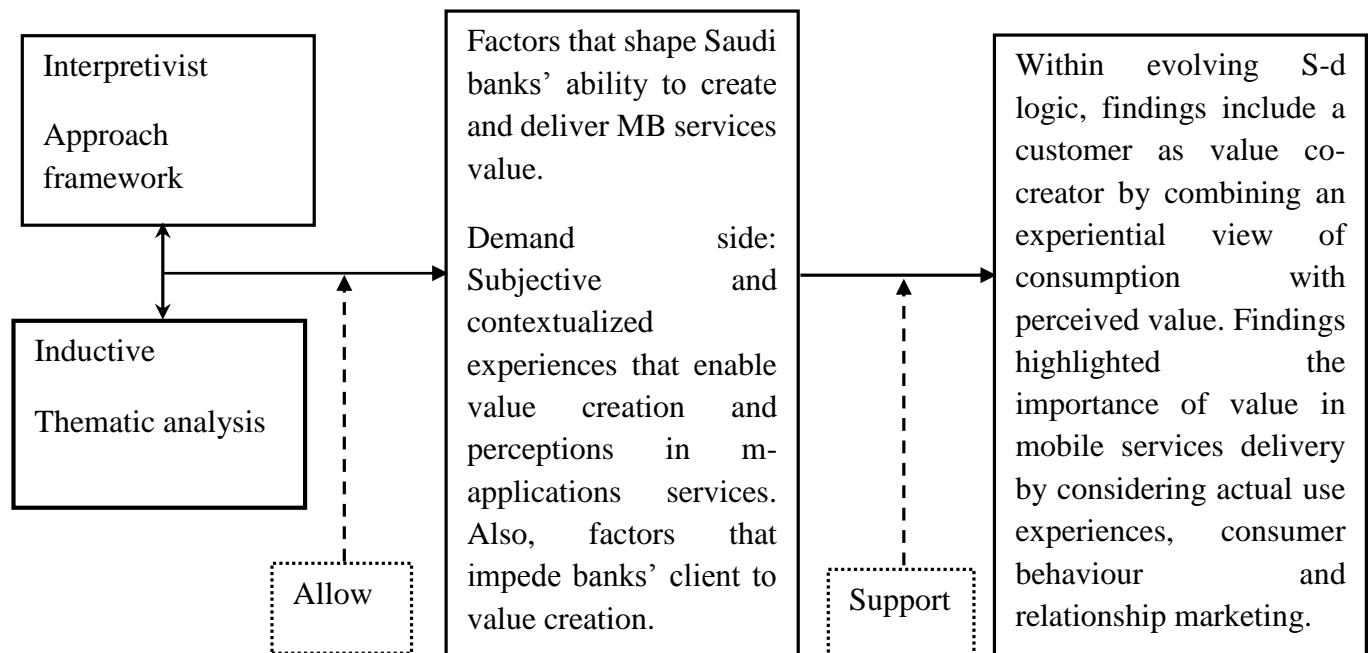 Interpretivist
Approach
framework
Inductive
Thematic analysis
Allow
Factors that shape Saudi
banks’ ability to create
and deliver MB services
value.
Demand side:
Subjective and
contextualized
experiences that enable
value creation and
perceptions in m-
applications services.
Also, factors that
impede banks’ client to
value creation.
Support
Within evolving S-d
logic, findings include a
customer as value co-
creator by combining an
experiential view of
consumption with
perceived value. Findings
highlighted the
importance of value in
mobile services delivery
by considering actual use
experiences, consumer
behaviour and
relationship marketing.